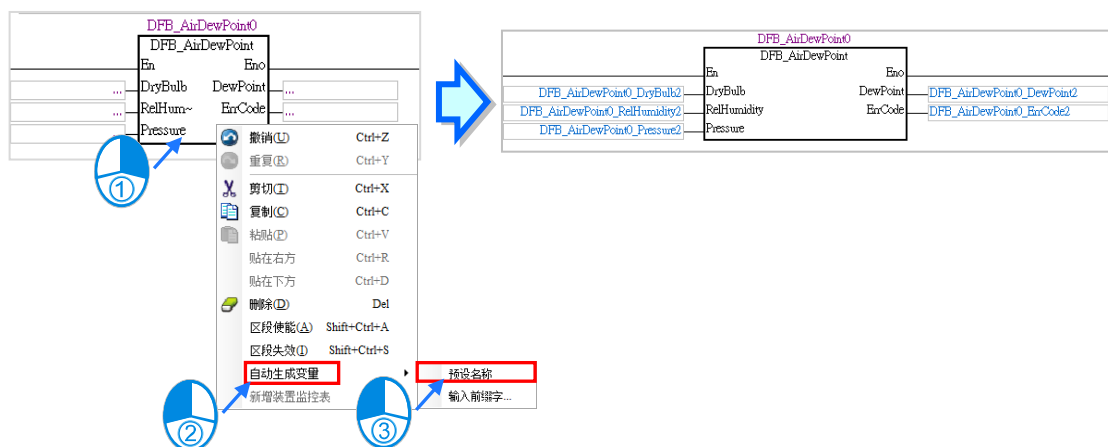 DFB_AirDewPoint0
DFB_AirDewPoint
En Eno
... DryBulb DewPoint ...
... RelHum~ ErrCode ...
Pressure
①
撤销(U) Ctrl+Z
重复(R) Ctrl+Y
剪切(T) Ctrl+X
复制(C) Ctrl+C
粘贴(P) Ctrl+V
贴在右方 Ctrl+R
贴在下方 Ctrl+D
删除(D) Del
区段使能(A) Shift+Ctrl+A
区段失效(I) Shift+Ctrl+S
自动生成变量
新增装置监控表
②
预设名称
输入前缀字...
③
DFB_AirDewPoint0
DFB_AirDewPoint
En Eno
DFB_AirDewPoint0_DryBulb2 DryBulb DewPoint DFB_AirDewPoint0_DewPoint2
DFB_AirDewPoint0_RelHumidity2 RelHumidity ErrCode DFB_AirDewPoint0_ErrCode2
DFB_AirDewPoint0_Pressure2 Pressure